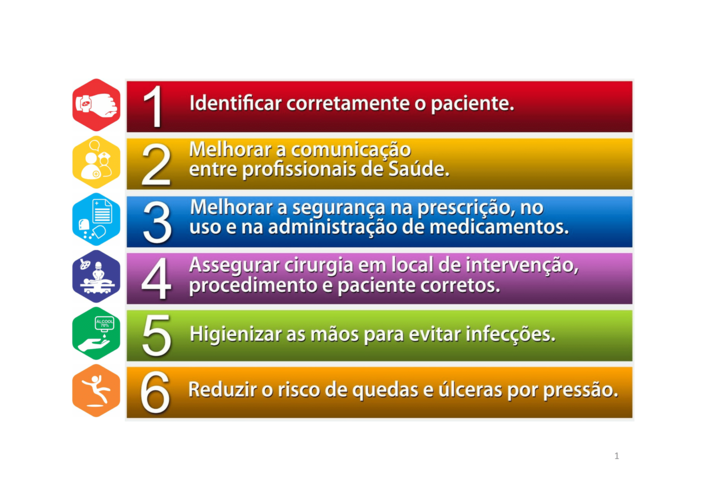 1 Identificar corretamente o paciente.
2 Melhorar a comunicação
entre profissionais de Saúde.
3 Melhorar a segurança na prescrição, no
uso e na administração de medicamentos.
4 Assegurar cirurgia em local de intervenção,
procedimento e paciente corretos.
ALCOOL
70%
5 Higienizar as mãos para evitar infecções.
6 Reduzir o risco de quedas e úlceras por pressão.
1